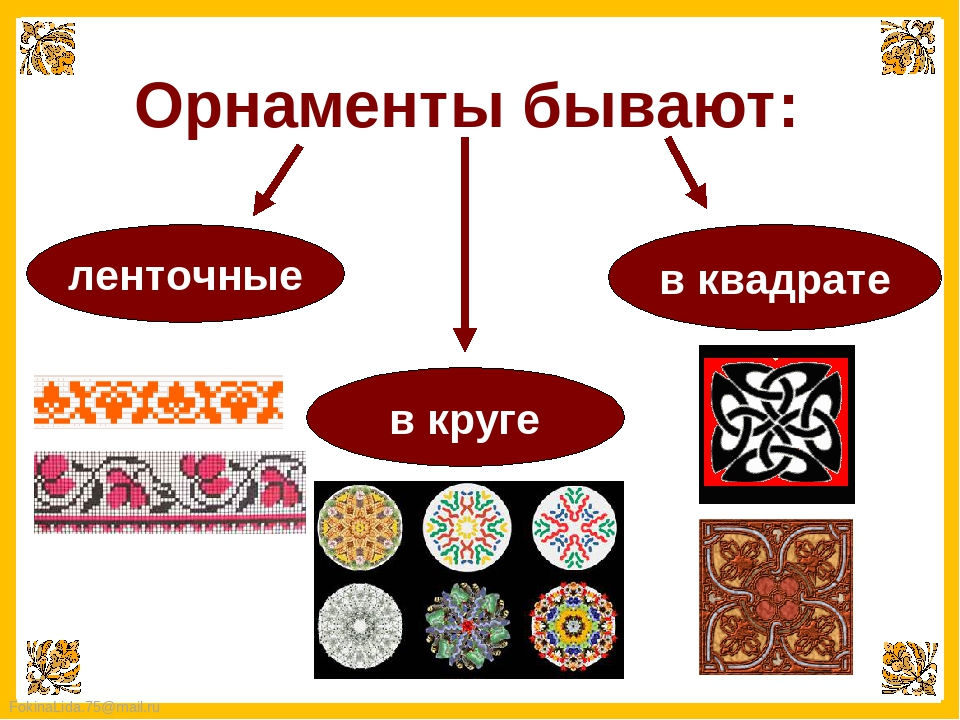 Орнаменты бывают:
ленточные
в квадрате
в круге
FokinaLida.75@mail.ru